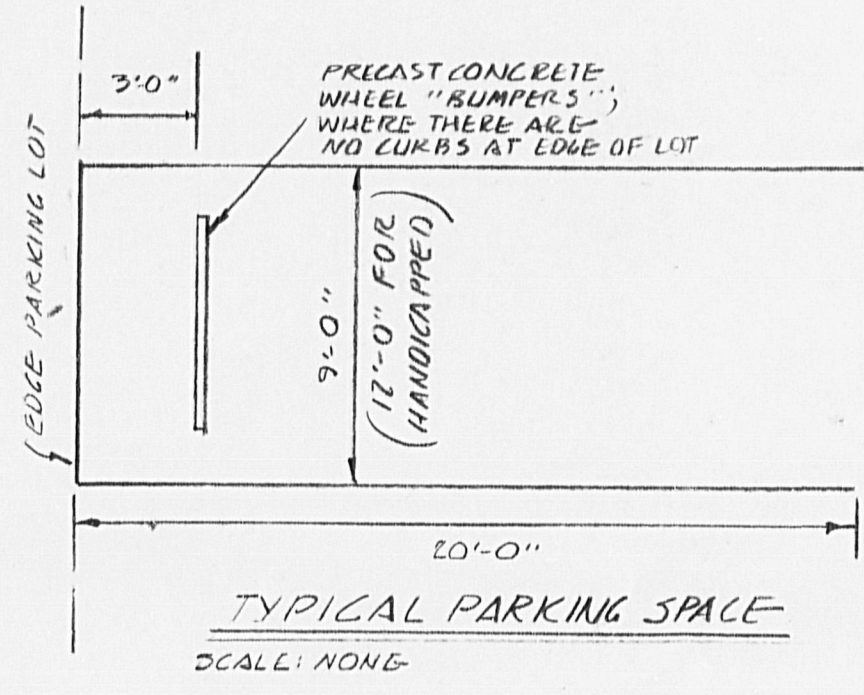 3'-0"
PRECAST CONCRETE
WHEEL "BUMPERS";
WHERE THERE ARE
NO CURBS AT EDGE OF LOT
EDGE PARKING LOT
9'-0"
(12'-0" FOR
HANDICAPPED)
20'-0"
TYPICAL PARKING SPACE
SCALE: NONE